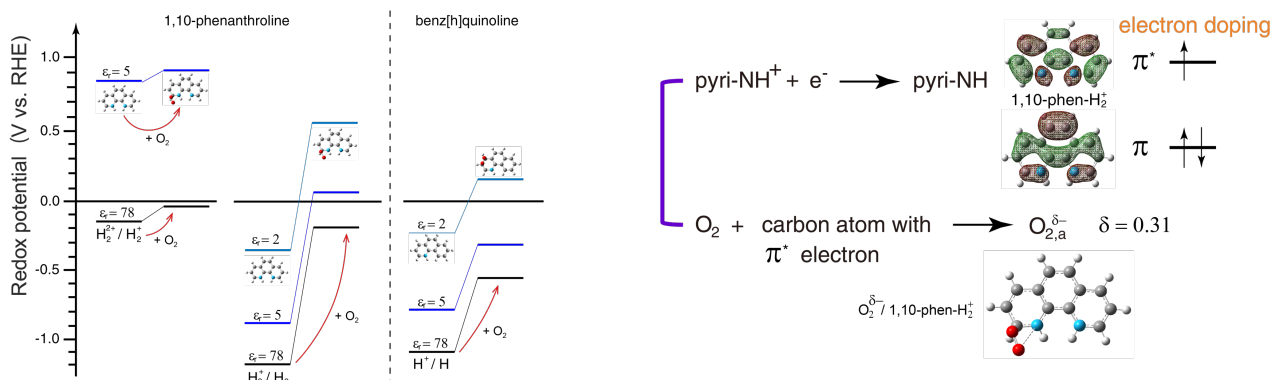 1,10-phenanthroline
benz[h]quinoline
Redox potential (V vs. RHE)
1.0
0.5
0.0
-0.5
-1.0
εᵣ= 5
+ O₂
εᵣ= 78
H₂²⁺/ H₂⁺
+ O₂
εᵣ= 2
εᵣ= 5
εᵣ= 78
+ O₂
εᵣ= 2
εᵣ= 5
εᵣ= 78
H⁺/ H
+ O₂
electron doping
pyri-NH⁺ + e⁻ → pyri-NH
π*
1,10-phen-H₂⁺
π
O₂ + carbon atom with → O₂,ₐ^δ− δ = 0.31
π* electron
O₂^δ−/ 1,10-phen-H₂⁺